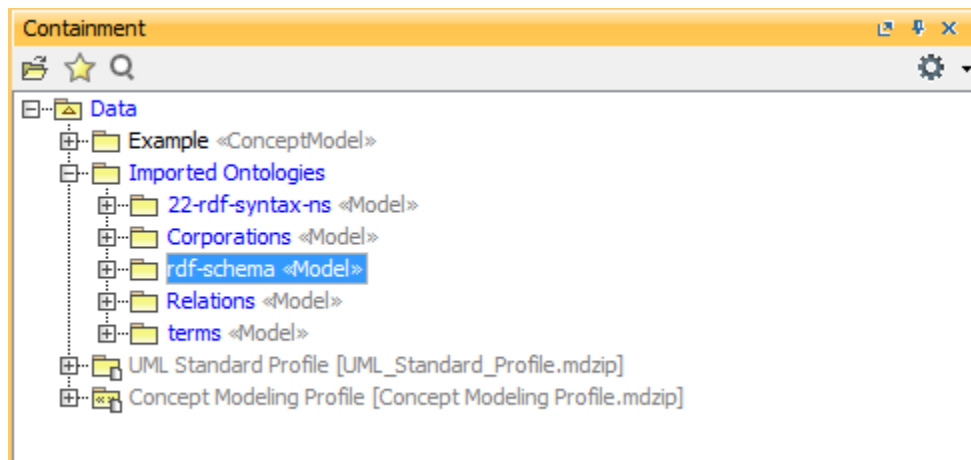 Containment
Data
Example «ConceptModel»
Imported Ontologies
22-rdf-syntax-ns «Model»
Corporations «Model»
rdf-schema «Model»
Relations «Model»
terms «Model»
UML Standard Profile [UML_Standard_Profile.mdzip]
Concept Modeling Profile [Concept Modeling Profile.mdzip]